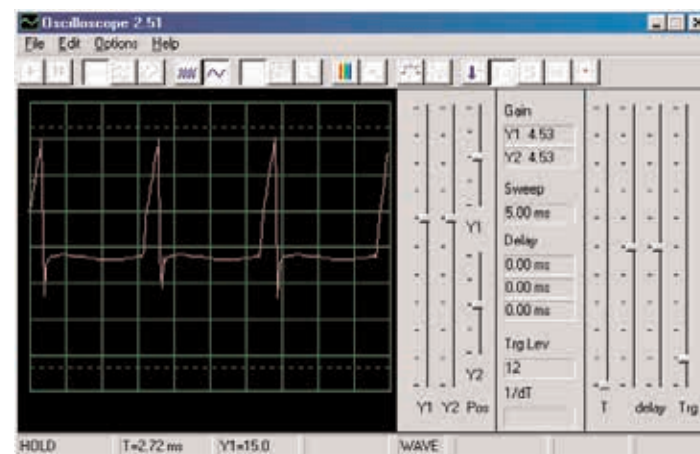 Oscilloscope 2.51
File Edit Options Help
Gain
Y1 4.53
Y2 4.53
Sweep
5.00 ms
Y1
Delay
0.00 ms
0.00 ms
0.00 ms
Trg Lev
12
Y2
1/dT
Y1 Y2 Pos
T delay Trg
HOLD T=2.72 ms Y1=15.0 WAVE